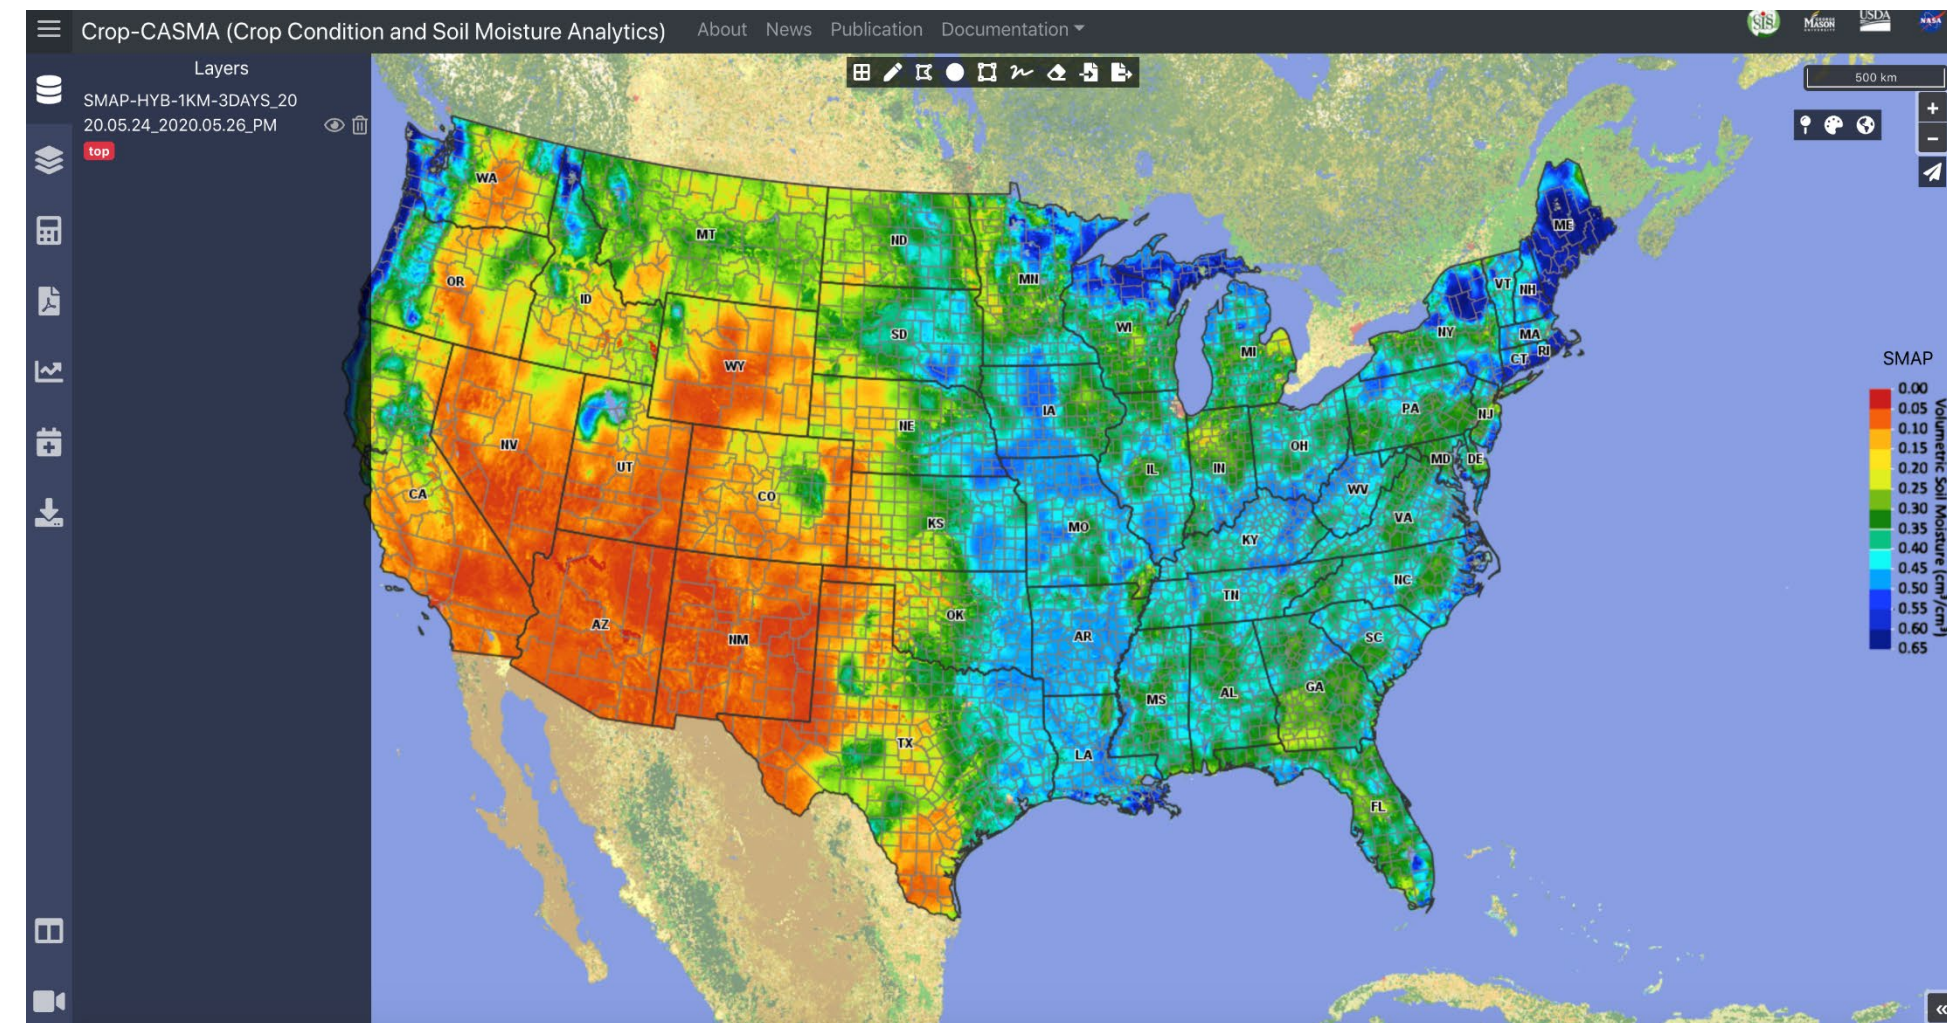 Crop-CASMA (Crop Condition and Soil Moisture Analytics) About News Publication Documentation
SIS GEORGE MASON UNIVERSITY USDA NASA
Layers
SMAP-HYB-1KM-3DAYS_20
20.05.24_2020.05.26_PM
top
500 km
+
−
WA
MT
ND
MN
ME
OR
ID
SD
WI
VT
NH
NY
MA
MI
CT
RI
WY
IA
PA
NJ
NE
NV
UT
CO
IL
IN
OH
MD
DE
WV
CA
KS
MO
KY
VA
AZ
NM
OK
AR
TN
NC
SC
TX
LA
MS
AL
GA
FL
SMAP
0.00
0.05
0.10
0.15
0.20
0.25
0.30
0.35
0.40
0.45
0.50
0.55
0.60
0.65
Volumetric Soil Moisture (cm³/cm³)
«